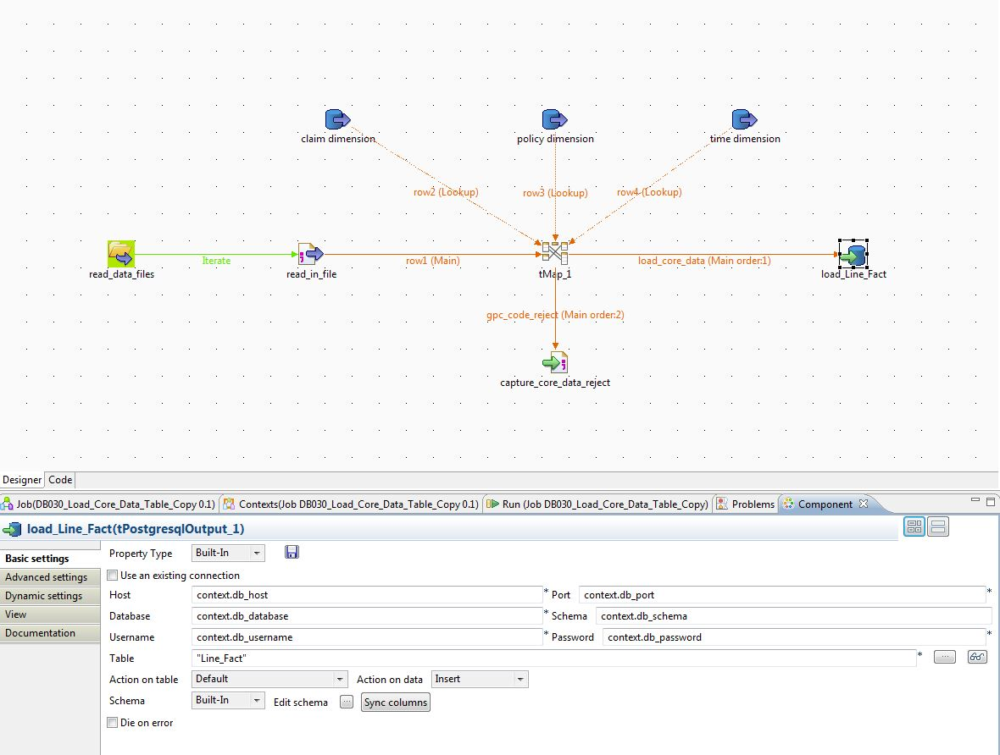 claim dimension
policy dimension
time dimension
row2 (Lookup)
row3 (Lookup)
row4 (Lookup)
Iterate
row1 (Main)
load_core_data (Main order:1)
read_data_files
read_in_file
tMap_1
load_Line_Fact
gpc_code_reject (Main order:2)
capture_core_data_reject
Designer
Code
Job(DB030_Load_Core_Data_Table_Copy 0.1)
Contexts(Job DB030_Load_Core_Data_Table_Copy 0.1)
Run (Job DB030_Load_Core_Data_Table_Copy)
Problems
Component
load_Line_Fact(tPostgresqlOutput_1)
Basic settings
Advanced settings
Dynamic settings
View
Documentation
Property Type Built-In
Use an existing connection
Host context.db_host * Port context.db_port *
Database context.db_database * Schema context.db_schema
Username context.db_username * Password context.db_password *
Table "Line_Fact" * ...
Action on table Default Action on data Insert
Schema Built-In Edit schema ... Sync columns
Die on error